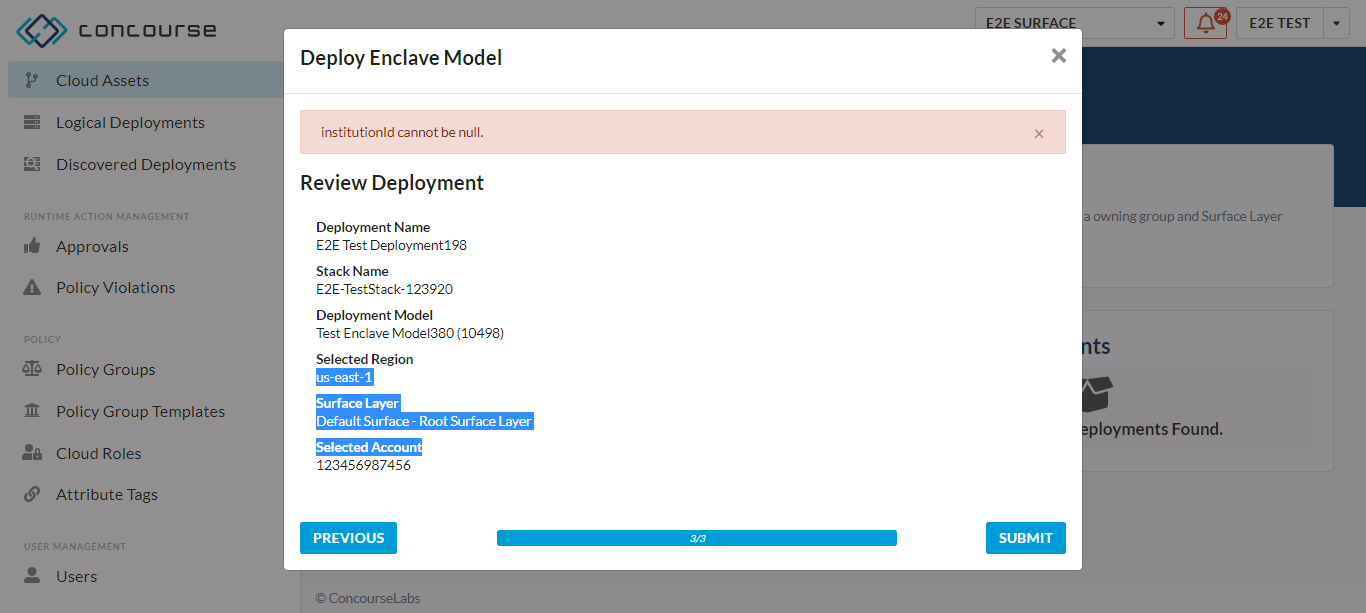 concourse
E2E SURFACE
24
E2E TEST
Cloud Assets
Logical Deployments
Discovered Deployments
RUNTIME ACTION MANAGEMENT
Approvals
Policy Violations
POLICY
Policy Groups
Policy Group Templates
Cloud Roles
Attribute Tags
USER MANAGEMENT
Users
Deploy Enclave Model
institutionId cannot be null.
Review Deployment
Deployment Name
E2E Test Deployment198
Stack Name
E2E-TestStack-123920
Deployment Model
Test Enclave Model380 (10498)
Selected Region
us-east-1
Surface Layer
Default Surface - Root Surface Layer
Selected Account
123456987456
PREVIOUS
3/3
SUBMIT
a owning group and Surface Layer
nts
eployments Found.
© ConcourseLabs